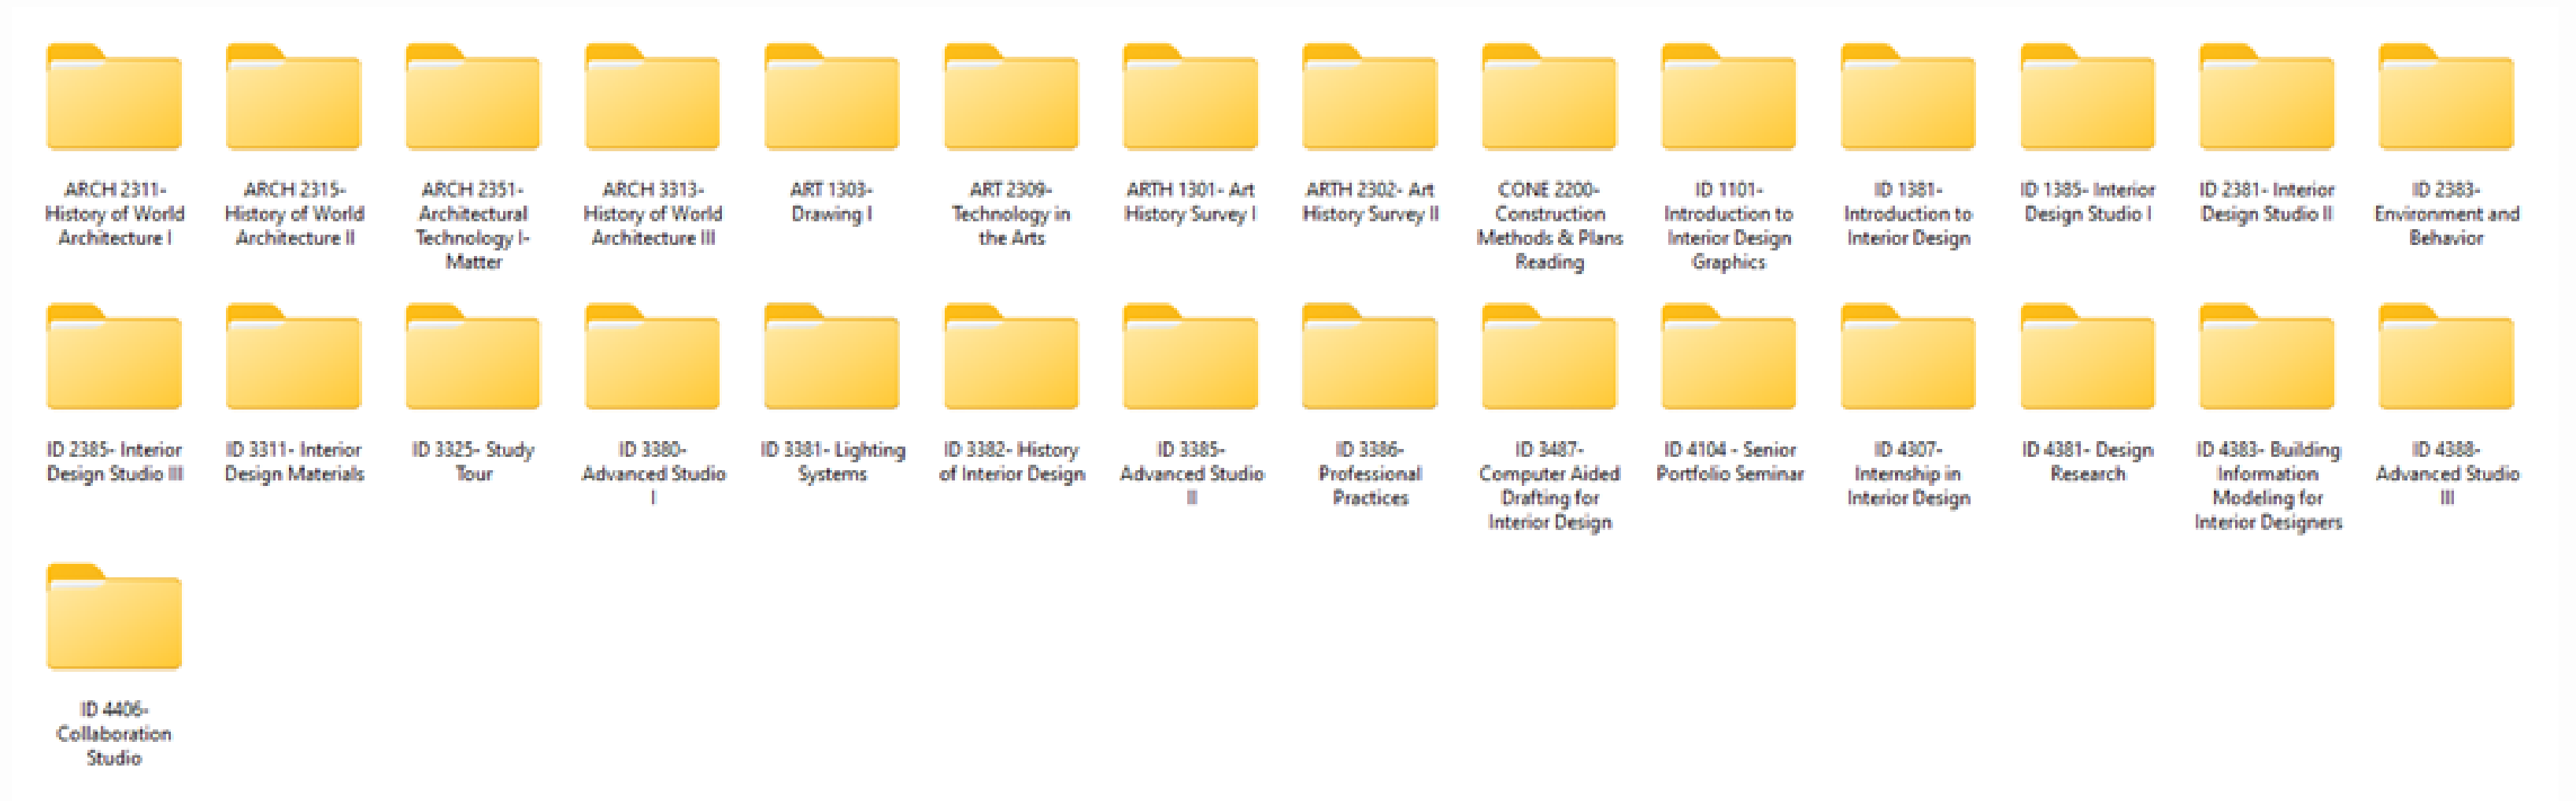 ARCH 2311-
History of World
Architecture I
ARCH 2315-
History of World
Architecture II
ARCH 2351-
Architectural
Technology I-
Matter
ARCH 3313-
History of World
Architecture III
ART 1303-
Drawing I
ART 2309-
Technology in
the Arts
ARTH 1301- Art
History Survey I
ARTH 2302- Art
History Survey II
CONE 2200-
Construction
Methods & Plans
Reading
ID 1101-
Introduction to
Interior Design
Graphics
ID 1381-
Introduction to
Interior Design
ID 1385- Interior
Design Studio I
ID 2381- Interior
Design Studio II
ID 2383-
Environment and
Behavior
ID 2385- Interior
Design Studio III
ID 3311- Interior
Design Materials
ID 3325- Study
Tour
ID 3380-
Advanced Studio
I
ID 3381- Lighting
Systems
ID 3382- History
of Interior Design
ID 3385-
Advanced Studio
II
ID 3386-
Professional
Practices
ID 3487-
Computer Aided
Drafting for
Interior Design
ID 4104 - Senior
Portfolio Seminar
ID 4307-
Internship in
Interior Design
ID 4381- Design
Research
ID 4383- Building
Information
Modeling for
Interior Designers
ID 4388-
Advanced Studio
III
ID 4406-
Collaboration
Studio